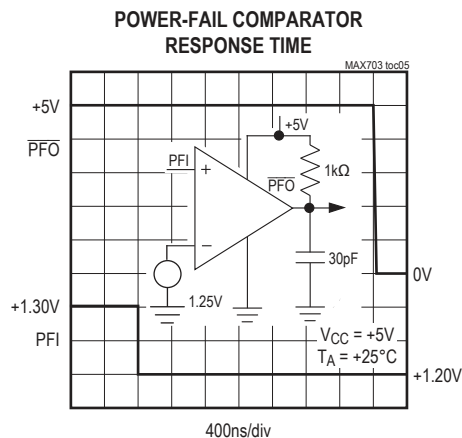 POWER-FAIL COMPARATOR
RESPONSE TIME
MAX703 toc05
+5V
+5V
PFO
PFI
+
PFO
1kΩ
−
30pF
0V
+1.30V
1.25V
PFI
VCC = +5V
TA = +25°C
+1.20V
400ns/div